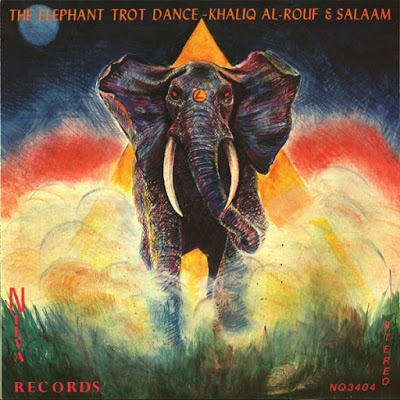 THE ELEPHANT TROT DANCE - KHALIQ AL-ROUF & SALAAM
NILVA
RECORDS
STEREO
NQ3404